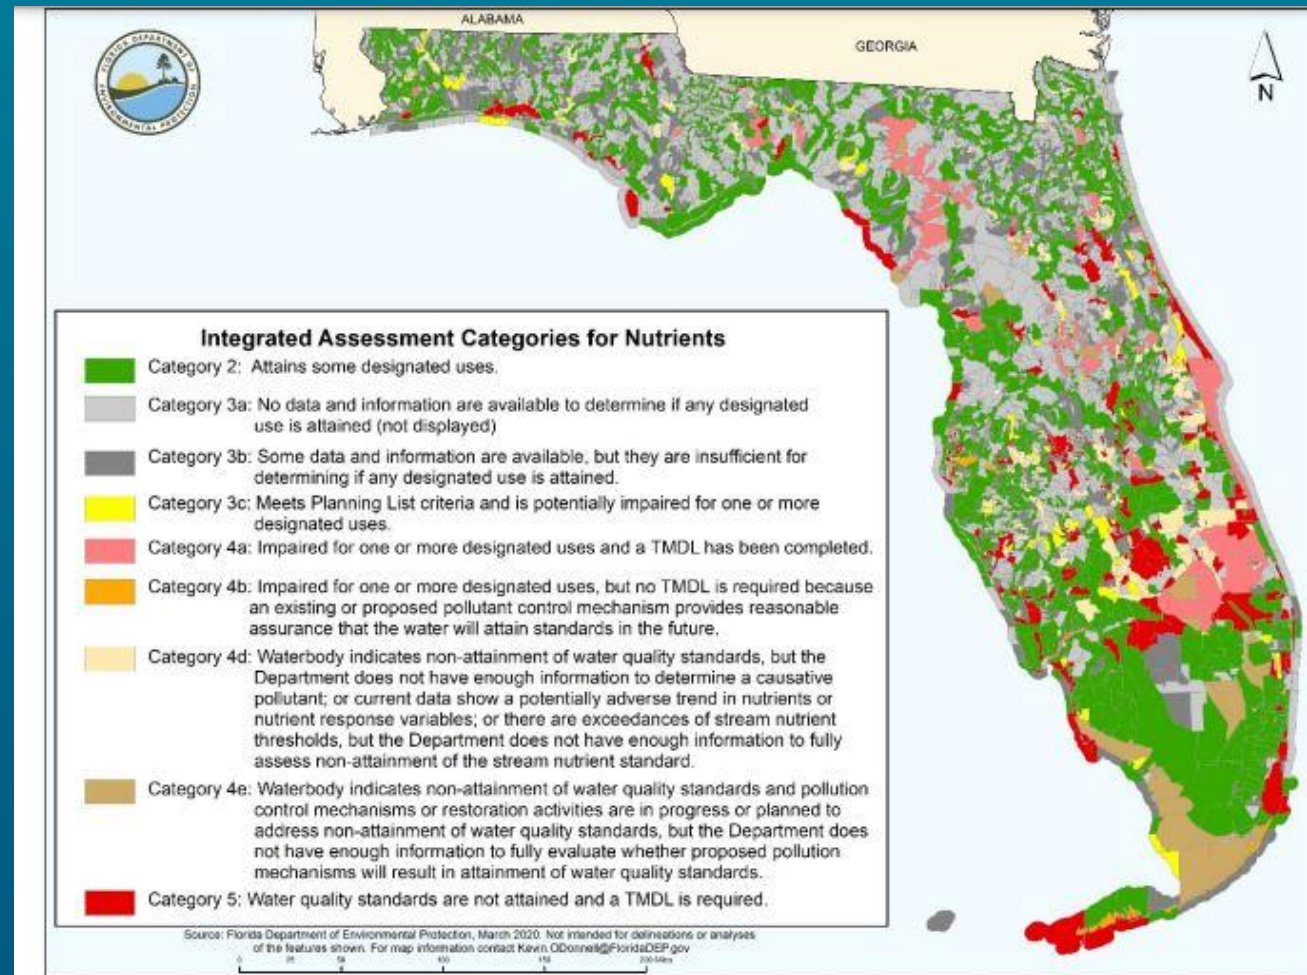 ALABAMA
GEORGIA
FLORIDA DEPARTMENT OF
ENVIRONMENTAL PROTECTION
N
Integrated Assessment Categories for Nutrients
Category 2: Attains some designated uses.
Category 3a: No data and information are available to determine if any designated
use is attained (not displayed)
Category 3b: Some data and information are available, but they are insufficient for
determining if any designated use is attained.
Category 3c: Meets Planning List criteria and is potentially impaired for one or more
designated uses.
Category 4a: Impaired for one or more designated uses and a TMDL has been completed.
Category 4b: Impaired for one or more designated uses, but no TMDL is required because
an existing or proposed pollutant control mechanism provides reasonable
assurance that the water will attain standards in the future.
Category 4d: Waterbody indicates non-attainment of water quality standards, but the
Department does not have enough information to determine a causative
pollutant; or current data show a potentially adverse trend in nutrients or
nutrient response variables; or there are exceedances of stream nutrient
thresholds, but the Department does not have enough information to fully
assess non-attainment of the stream nutrient standard.
Category 4e: Waterbody indicates non-attainment of water quality standards and pollution
control mechanisms or restoration activities are in progress or planned to
address non-attainment of water quality standards, but the Department does
not have enough information to fully evaluate whether proposed pollution
mechanisms will result in attainment of water quality standards.
Category 5: Water quality standards are not attained and a TMDL is required.
Source: Florida Department of Environmental Protection, March 2020. Not intended for delineations or analyses
of the features shown. For map information contact Kevin.ODonnell@FloridaDEP.gov
0 25 50 100 150 200 Miles